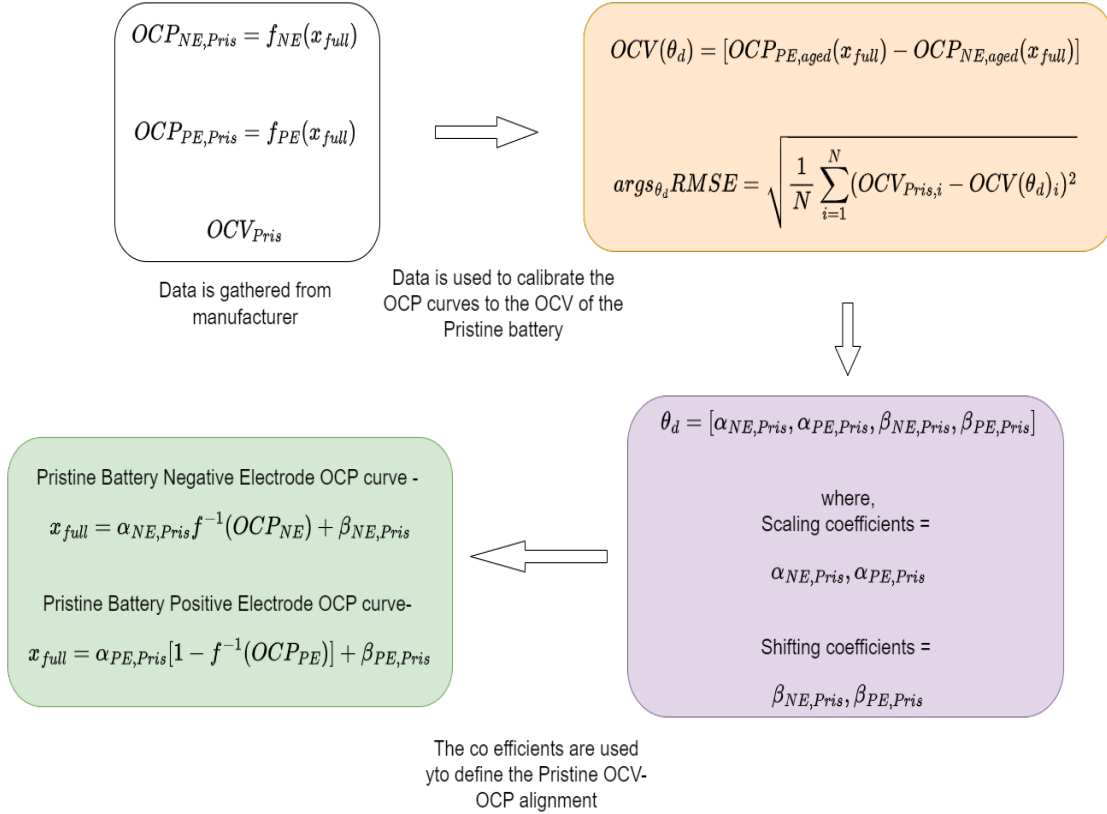 OCP_{NE,Pris} = f_{NE}(x_{full})
OCP_{PE,Pris} = f_{PE}(x_{full})
OCV_{Pris}
Data is gathered from
manufacturer
Data is used to calibrate the
OCP curves to the OCV of the
Pristine battery
OCV(θ_d) = [OCP_{PE,aged}(x_{full}) − OCP_{NE,aged}(x_{full})]
args_{θ_d}RMSE = \sqrt{\frac{1}{N} \sum_{i=1}^{N} (OCV_{Pris,i} − OCV(θ_d)_i)^2}
θ_d = [α_{NE,Pris}, α_{PE,Pris}, β_{NE,Pris}, β_{PE,Pris}]
where,
Scaling coefficients =
α_{NE,Pris}, α_{PE,Pris}
Shifting coefficients =
β_{NE,Pris}, β_{PE,Pris}
Pristine Battery Negative Electrode OCP curve -
x_{full} = α_{NE,Pris} f^{-1}(OCP_{NE}) + β_{NE,Pris}
Pristine Battery Positive Electrode OCP curve-
x_{full} = α_{PE,Pris}[1 − f^{-1}(OCP_{PE})] + β_{PE,Pris}
The co efficients are used
yto define the Pristine OCV-
OCP alignment